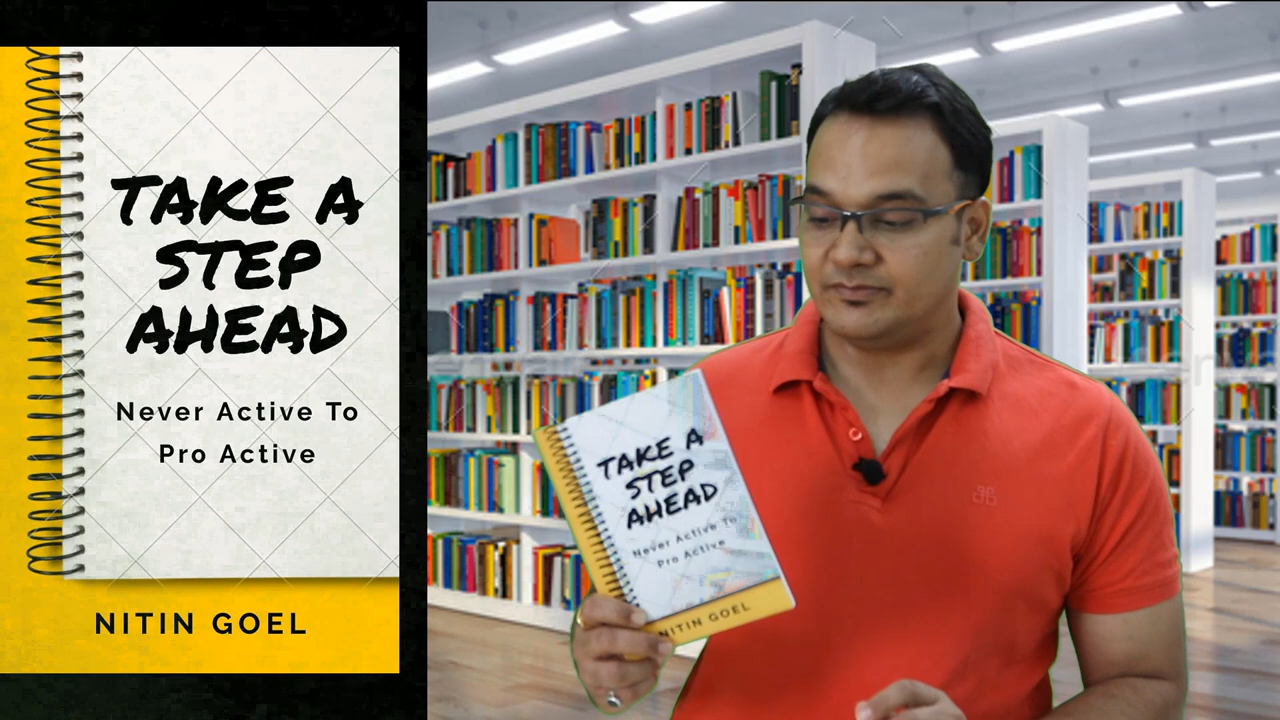 TAKE A
STEP
AHEAD
Never Active To
Pro Active
NITIN GOEL
TAKE A
STEP
AHEAD
Never Active To
Pro Active
NITIN GOEL